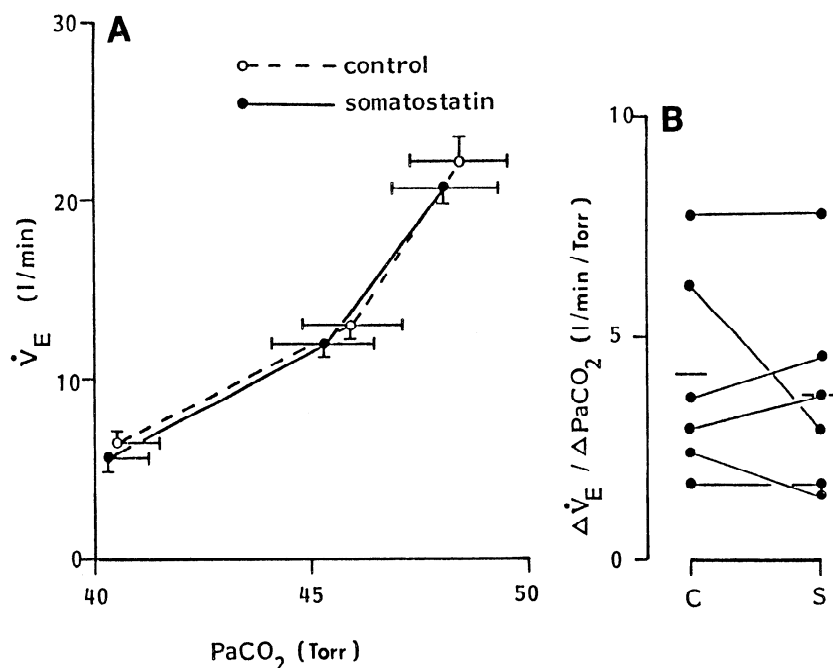 A
30
20
10
0
V̇E (l/min)
control
somatostatin
40
45
50
PaCO₂ (Torr)
B
10
5
0
ΔV̇E / ΔPaCO₂ (l/min/Torr)
C
S